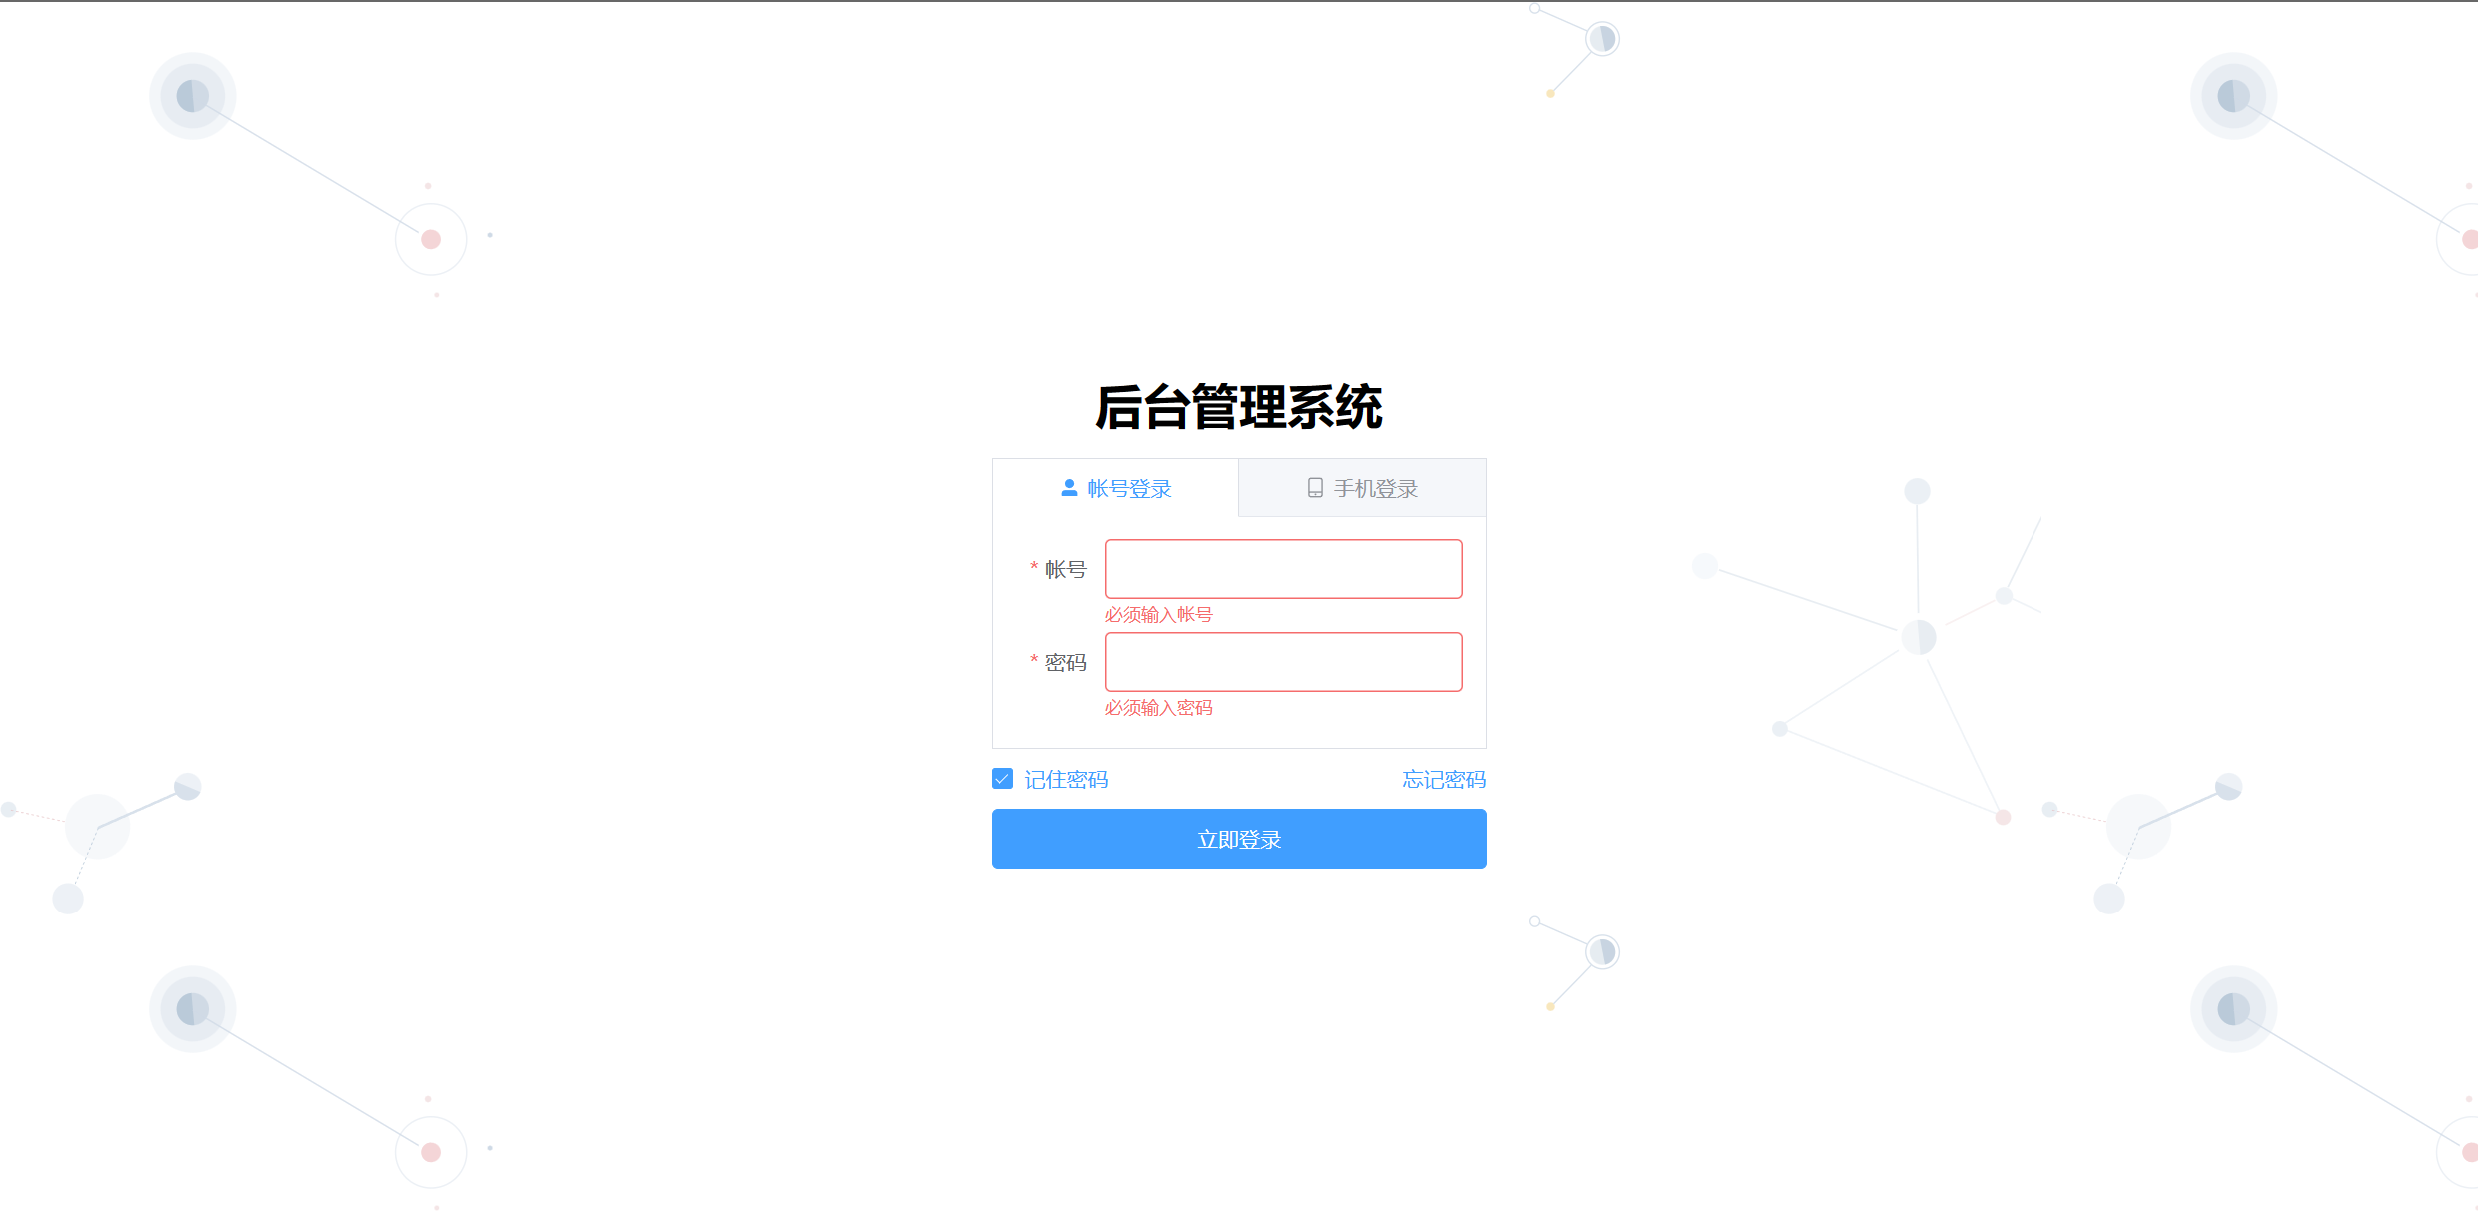 后台管理系统
帐号登录 手机登录
* 帐号
必须输入帐号
* 密码
必须输入密码
记住密码 忘记密码
立即登录